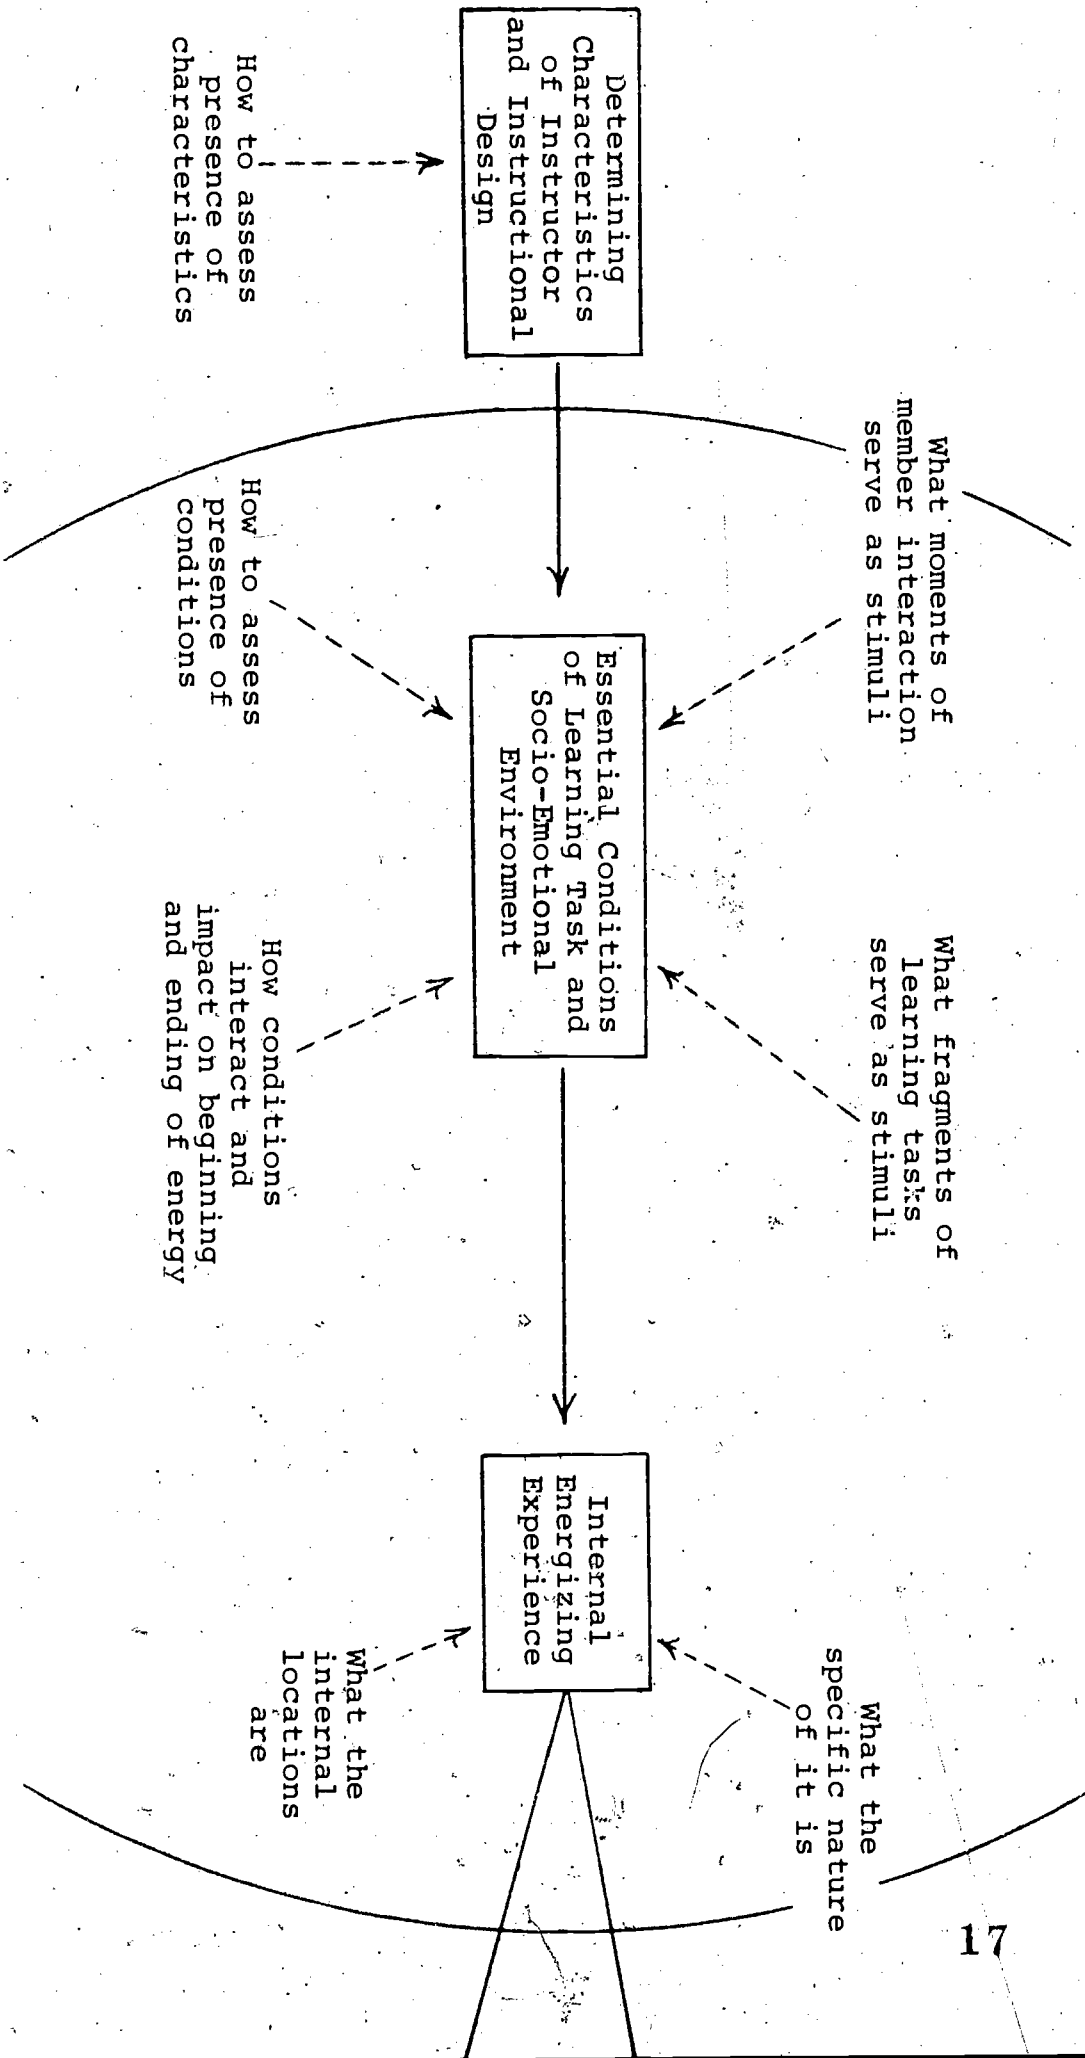 What moments of
member interaction
serve as stimuli
What fragments of
learning tasks
serve as stimuli
What the
specific nature
of it is
Determining
Characteristics
of Instructor
and Instructional
Design
Essential Conditions
of Learning Task and
Socio-Emotional
Environment
Internal
Energizing
Experience
How to assess
presence of
characteristics
How to assess
presence of
conditions
How conditions
interact and
impact on beginning
and ending of energy
What the
internal
locations
are
17